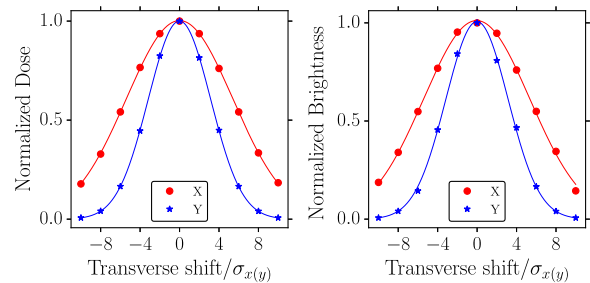 Normalized Dose
1.0
0.5
0.0
X
Y
−8 −4 0 4 8
Transverse shift/σx(y)
Normalized Brightness
1.0
0.5
0.0
X
Y
−8 −4 0 4 8
Transverse shift/σx(y)